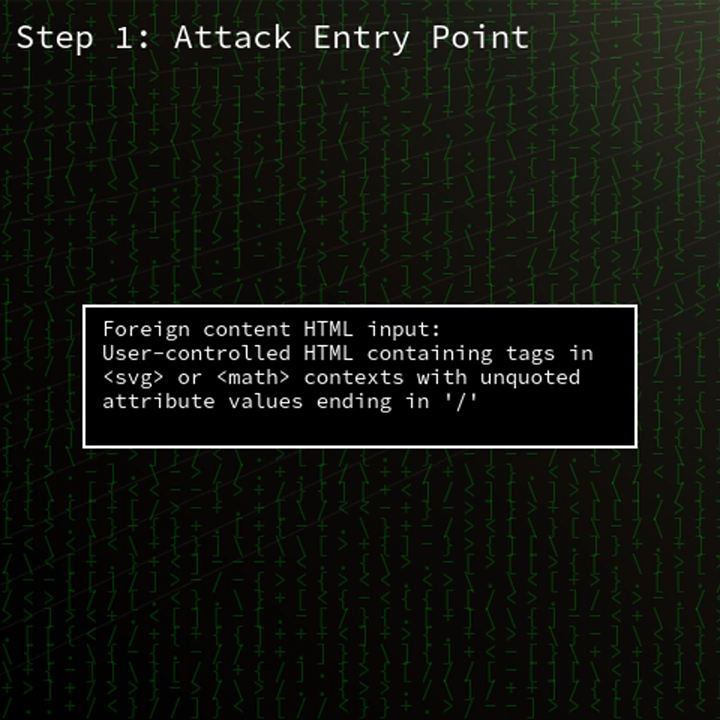 Step 1: Attack Entry Point
Foreign content HTML input:
User-controlled HTML containing tags in
<svg> or <math> contexts with unquoted
attribute values ending in '/'